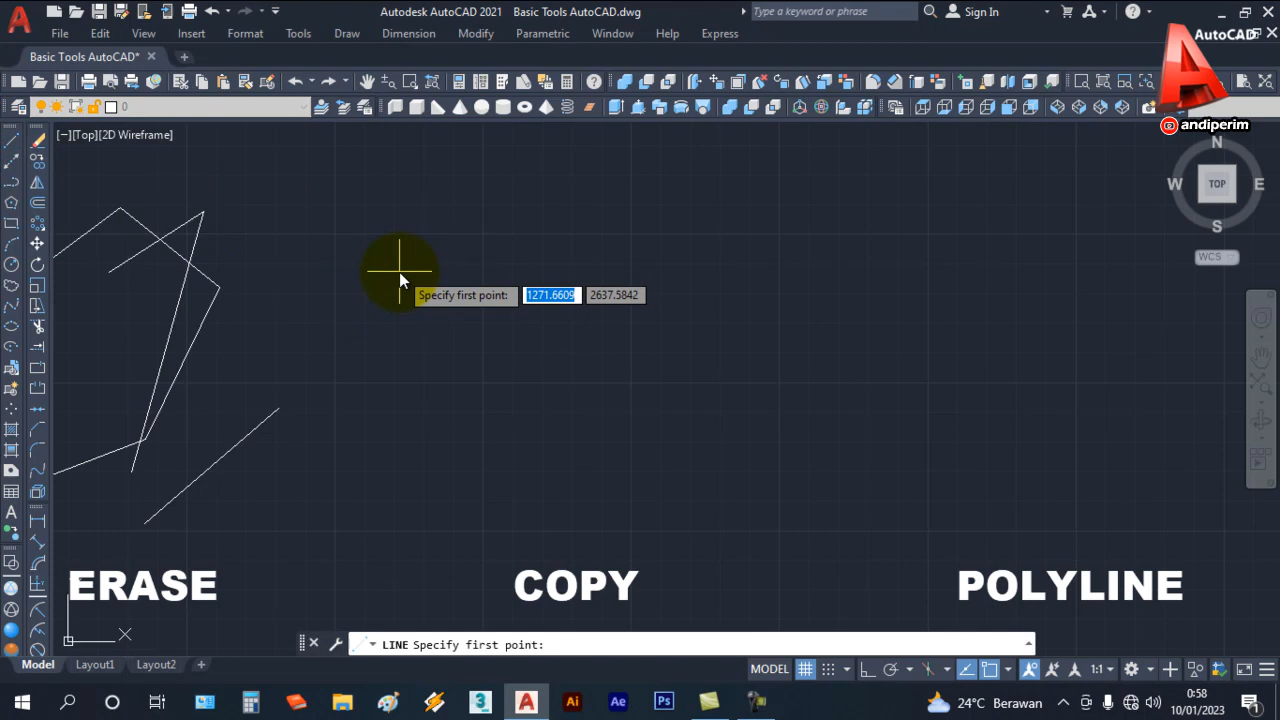 Autodesk AutoCAD 2021 Basic Tools AutoCAD.dwg
Type a keyword or phrase
Sign In
File Edit View Insert Format Tools Draw Dimension Modify Parametric Window Help Express
AutoCAD
Basic Tools AutoCAD*
0
andiperim
[−][Top][2D Wireframe]
N
W TOP E
S
WCS
Specify first point: 1271.6609 2637.5842
ERASE COPY POLYLINE
X
LINE Specify first point:
Model Layout1 Layout2 +
MODEL 1:1
24°C Berawan
0:58
10/01/2023